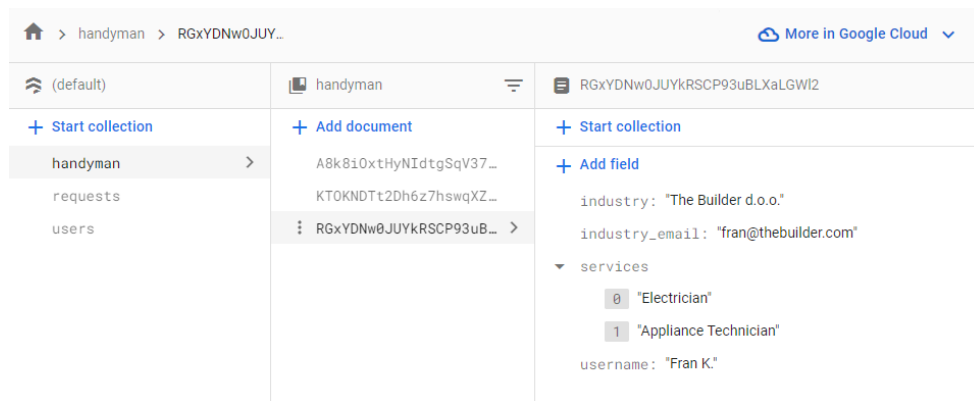 > handyman > RGxYDNw0JUY…
More in Google Cloud
(default)
+ Start collection
handyman >
requests
users
handyman
+ Add document
A8k8iOxtHyNIdtgSqV37…
KTOKNDTt2Dh6z7hswqXZ…
RGxYDNw0JUYkRSCP93uB… >
RGxYDNw0JUYkRSCP93uBLXaLGWl2
+ Start collection
+ Add field
industry: "The Builder d.o.o."
industry_email: "fran@thebuilder.com"
services
0 "Electrician"
1 "Appliance Technician"
username: "Fran K."